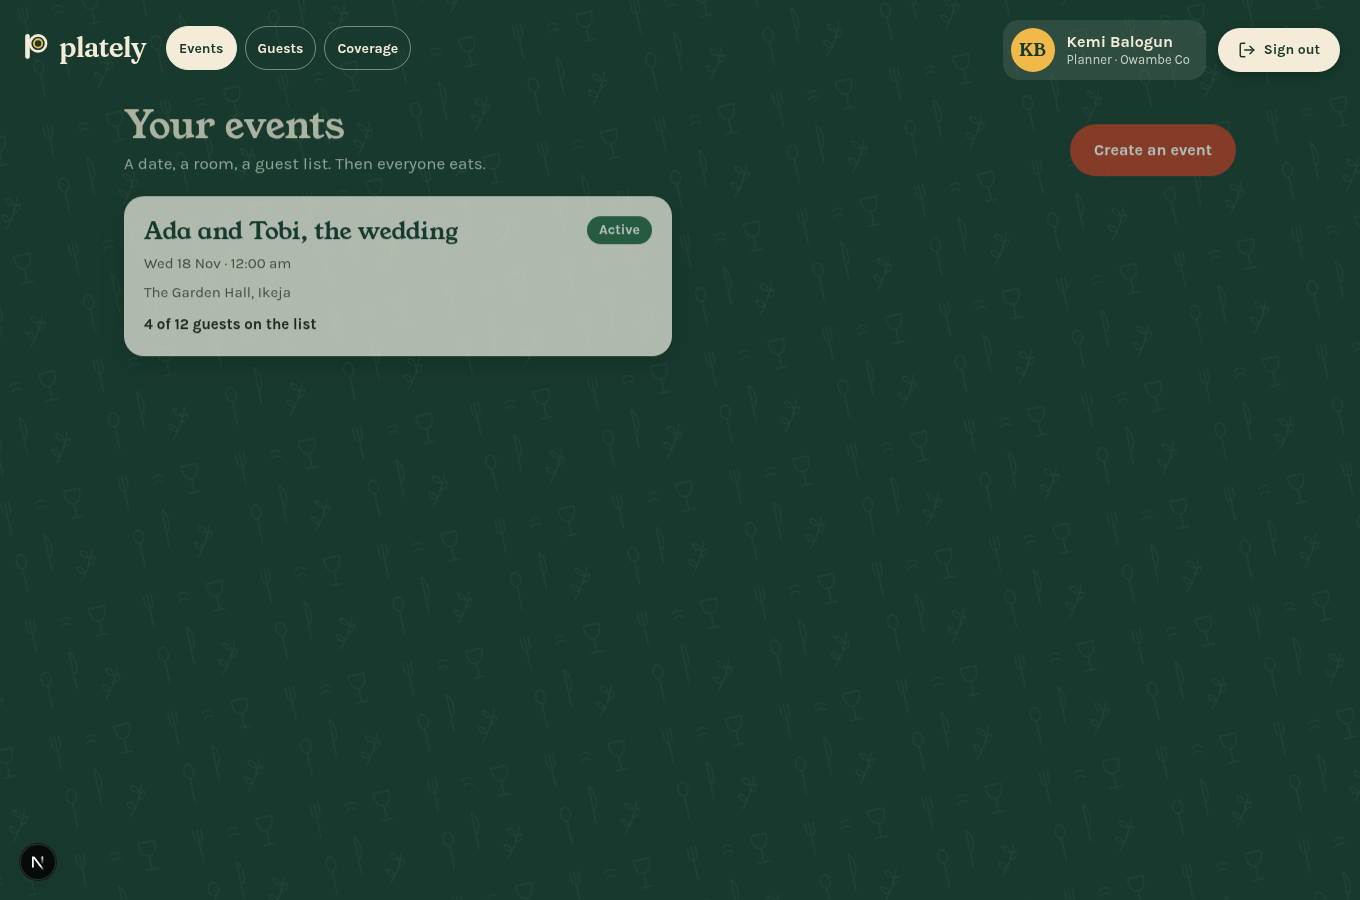 plately
Events
Guests
Coverage
KB
Kemi Balogun
Planner · Owambe Co
Sign out
Your events
A date, a room, a guest list. Then everyone eats.
Create an event
Ada and Tobi, the wedding
Active
Wed 18 Nov · 12:00 am
The Garden Hall, Ikeja
4 of 12 guests on the list
N